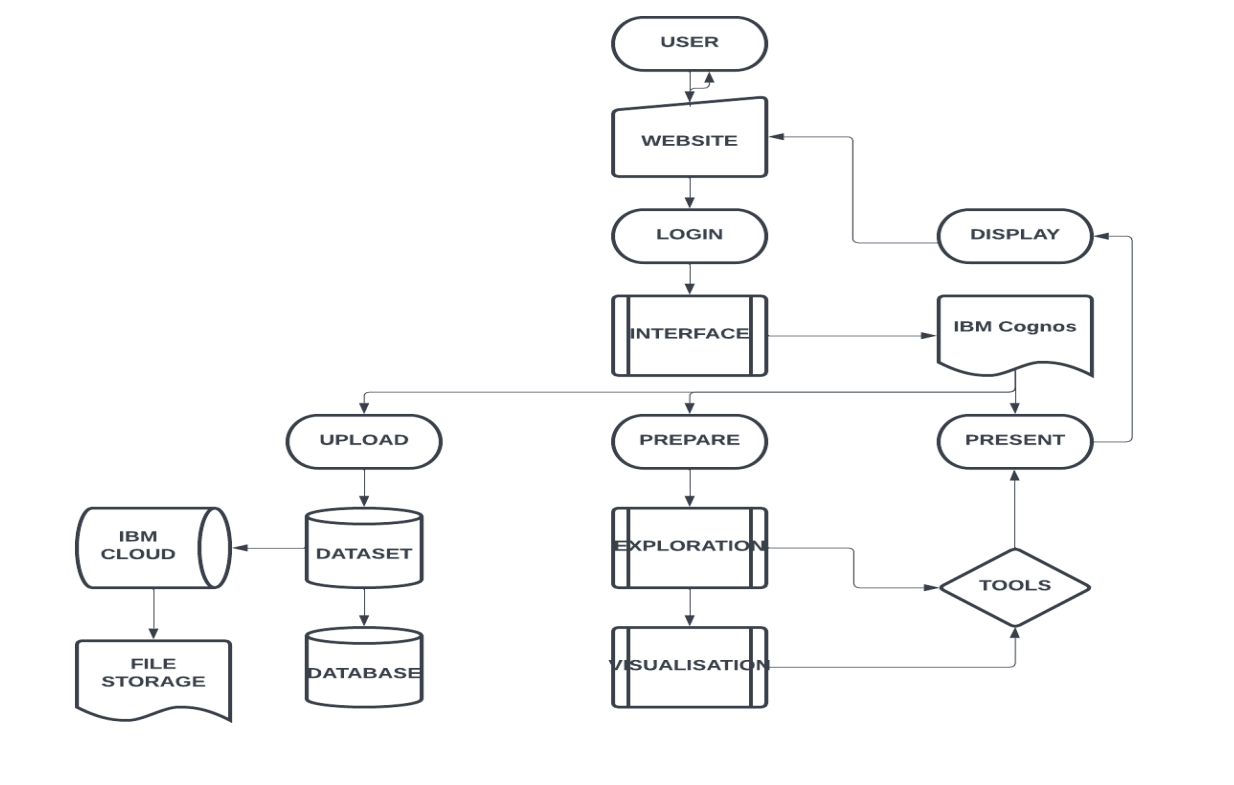 USER
WEBSITE
LOGIN
DISPLAY
INTERFACE
IBM Cognos
UPLOAD
PREPARE
PRESENT
IBM
CLOUD
DATASET
EXPLORATION
TOOLS
FILE
STORAGE
DATABASE
VISUALISATION